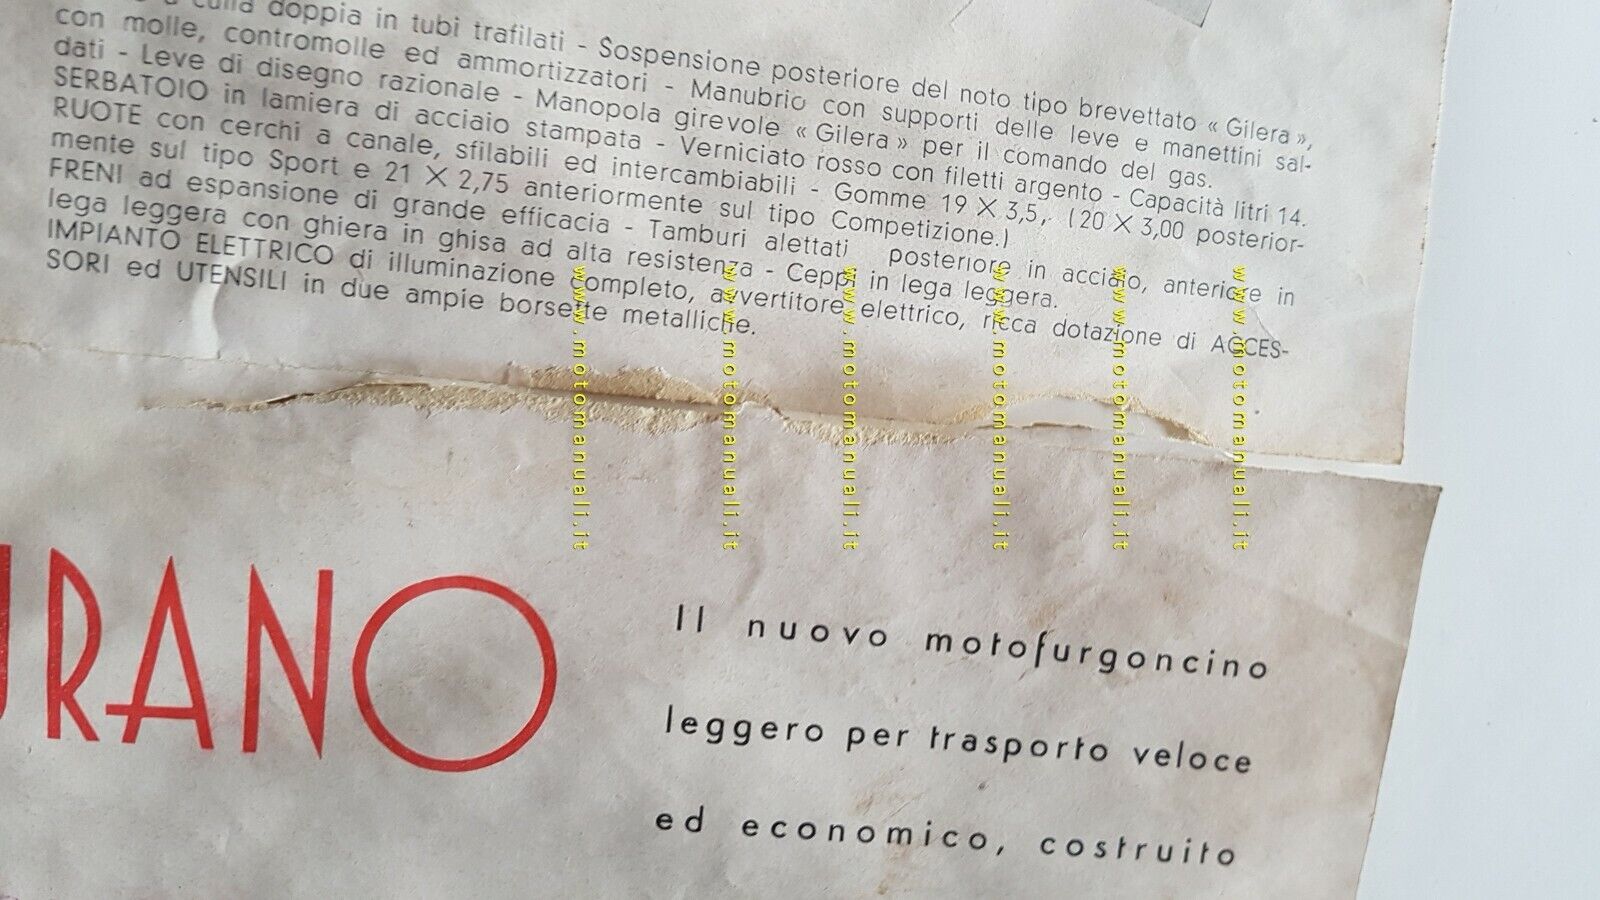 culla doppia in tubi trafilati - Sospensione posteriore del noto tipo brevettato « Gilera »,
con molle, contromolle ed ammortizzatori - Manubrio con supporti delle leve e manettini sal-
dati - Leve di disegno razionale - Manopola girevole « Gilera » per il comando del gas.
SERBATOIO in lamiera di acciaio stampata - Verniciato rosso con filetti argento - Capacità litri 14.
RUOTE con cerchi a canale, sfilabili ed intercambiabili - Gomme 19 X 3,5, (20 X 3,00 posterior-
mente sul tipo Sport e 21 X 2,75 anteriormente sul tipo Competizione.)
FRENI ad espansione di grande efficacia - Tamburi alettati posteriore in acciaio, anteriore in
lega leggera con ghiera in ghisa ad alta resistenza - Ceppi in lega leggera.
IMPIANTO ELETTRICO di illuminazione completo, avvertitore elettrico, ricca dotazione di ACCES-
SORI ed UTENSILI in due ampie borsette metalliche.
www.motomanuali.it
www.motomanuali.it
www.motomanuali.it
www.motomanuali.it
www.motomanuali.it
www.motomanuali.it
URANO
Il nuovo motofurgoncino
leggero per trasporto veloce
ed economico, costruito